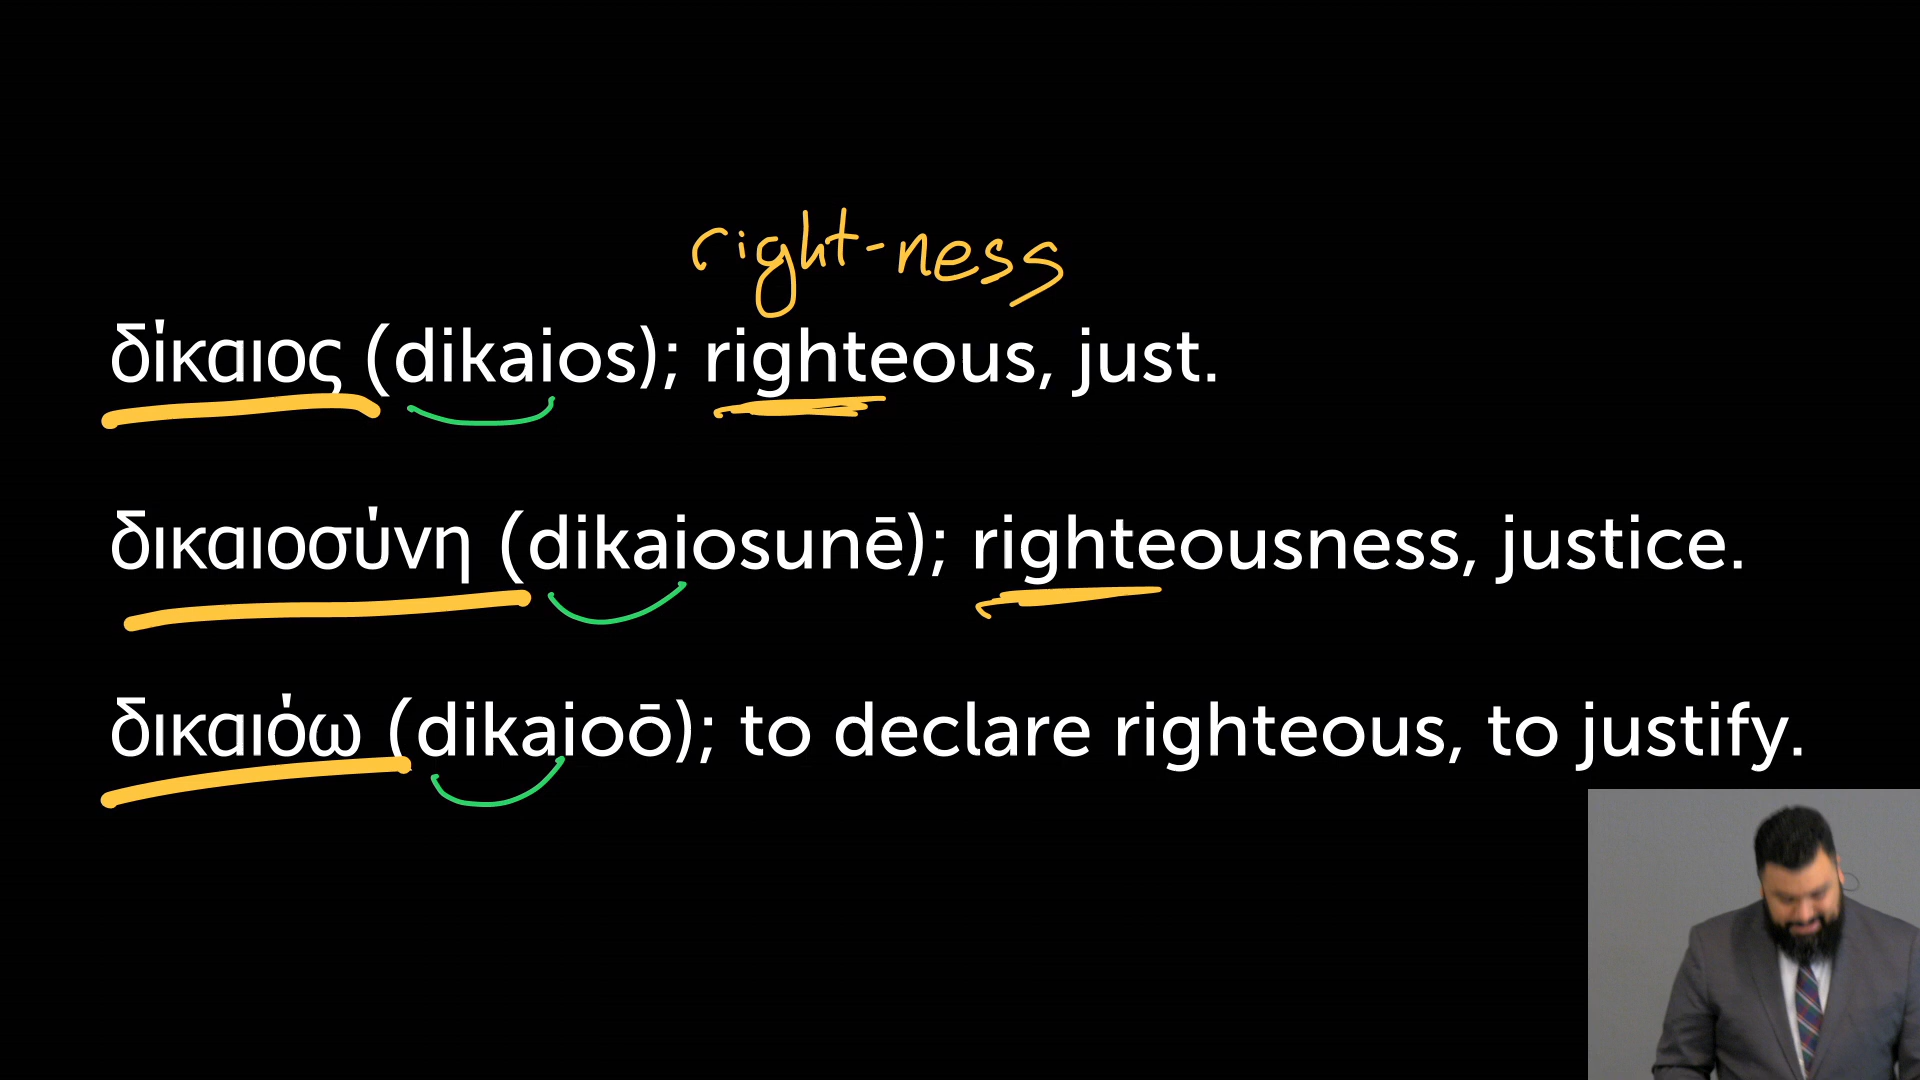 right-ness
δίκαιος (dikaios); righteous, just.
δικαιοσύνη (dikaiosunē); righteousness, justice.
δικαιόω (dikaioō); to declare righteous, to justify.